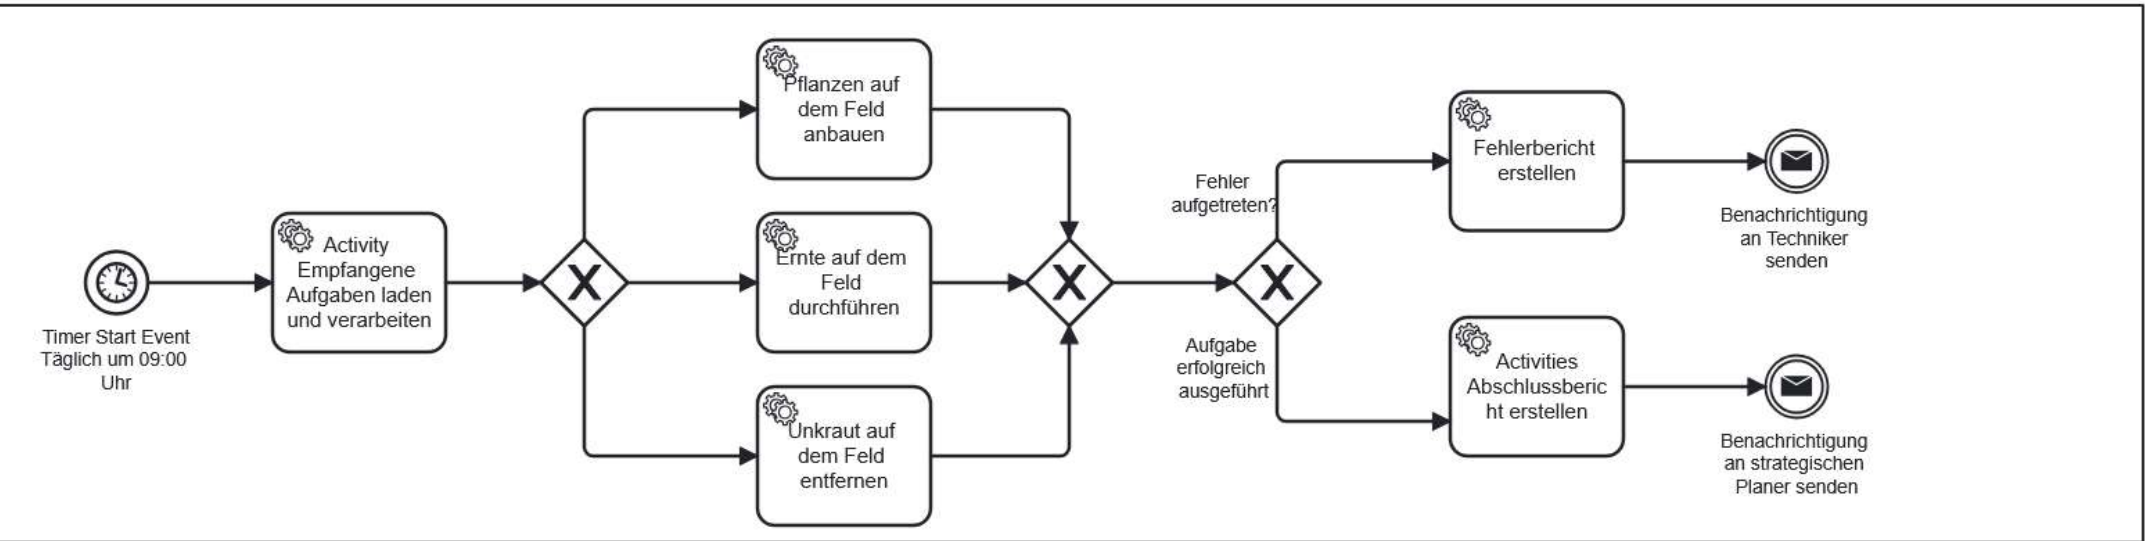 Timer Start Event
Täglich um 09:00
Uhr
Activity
Empfangene
Aufgaben laden
und verarbeiten
Pflanzen auf
dem Feld
anbauen
Ernte auf dem
Feld
durchführen
Unkraut auf
dem Feld
entfernen
Fehler
aufgetreten?
Aufgabe
erfolgreich
ausgeführt
Fehlerbericht
erstellen
Benachrichtigung
an Techniker
senden
Activities
Abschlussberic
ht erstellen
Benachrichtigung
an strategischen
Planer senden